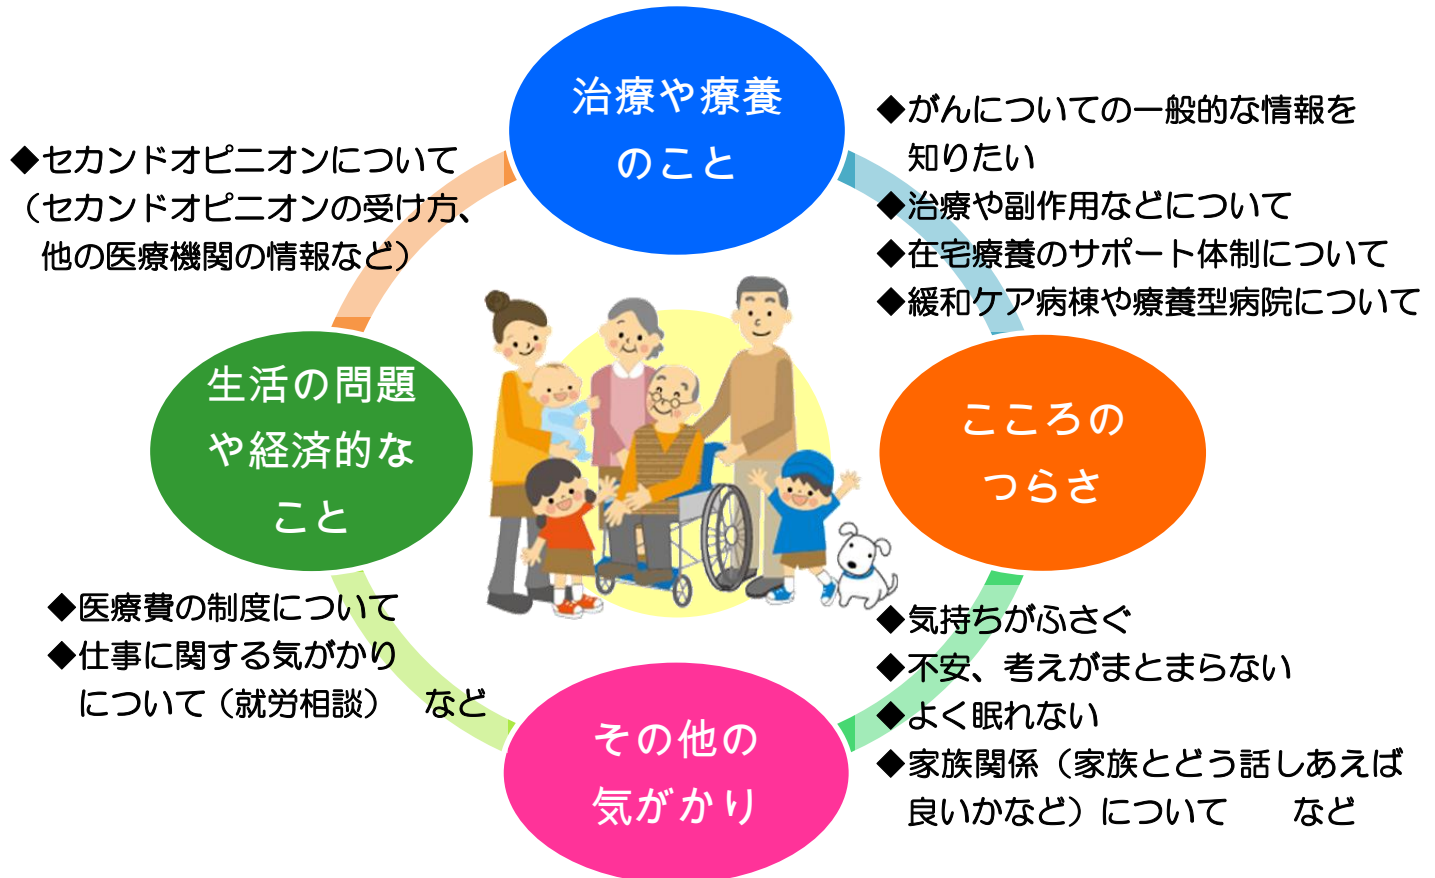 治療や療養
のこと
◆がんについての一般的な情報を
知りたい
◆治療や副作用などについて
◆在宅療養のサポート体制について
◆緩和ケア病棟や療養型病院について
◆セカンドオピニオンについて
（セカンドオピニオンの受け方、
他の医療機関の情報など）
生活の問題
や経済的な
こと
こころの
つらさ
◆医療費の制度について
◆仕事に関する気がかり
について（就労相談）　など
◆気持ちがふさぐ
◆不安、考えがまとまらない
◆よく眠れない
◆家族関係（家族とどう話しあえば
良いかなど）について　　など
その他の
気がかり